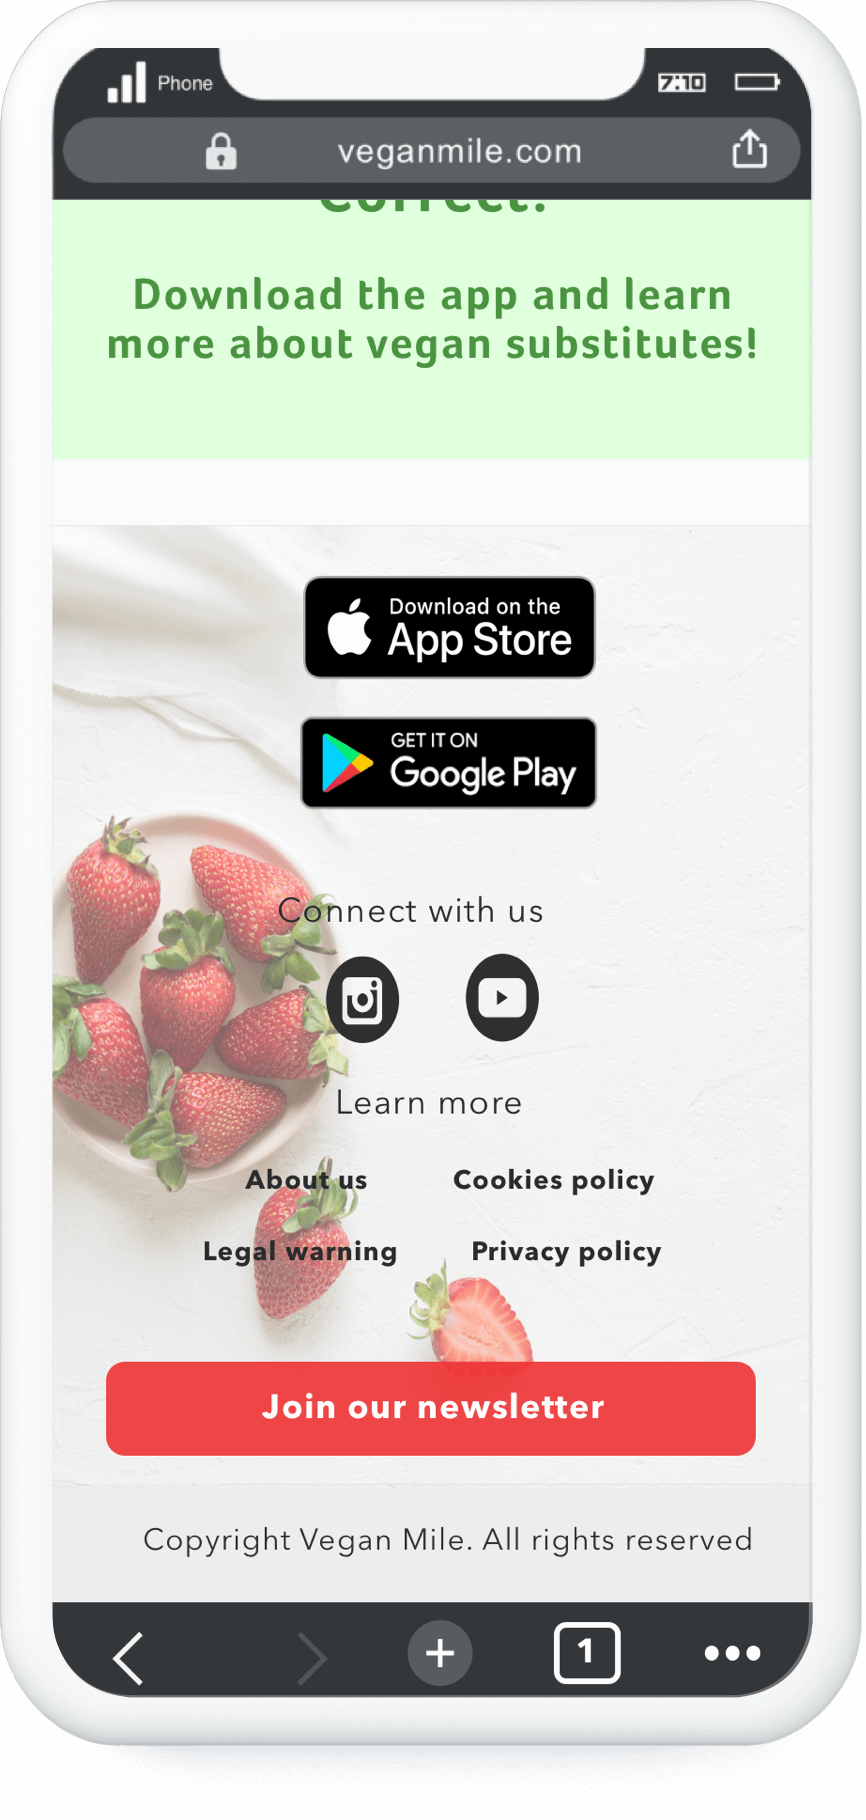 Phone
7:10
veganmile.com
Correct!
Download the app and learn
more about vegan substitutes!
Download on the
App Store
GET IT ON
Google Play
Connect with us
Learn more
About us Cookies policy
Legal warning Privacy policy
Join our newsletter
Copyright Vegan Mile. All rights reserved
1